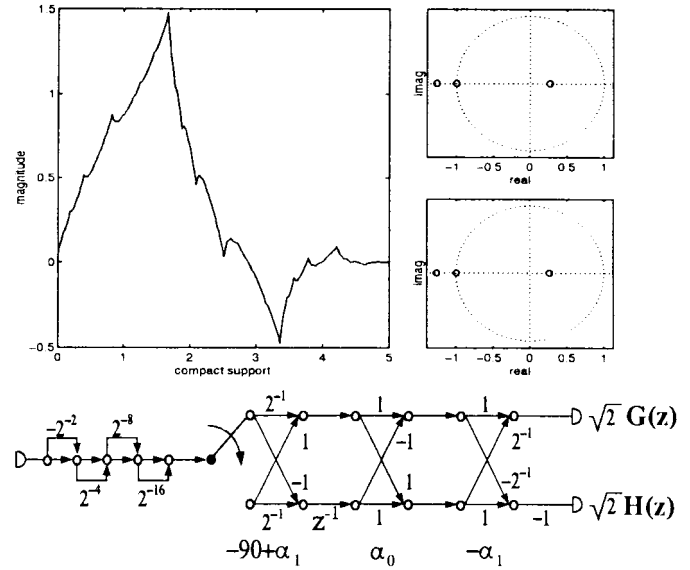 1.5
1
0.5
0
−0.5
magnitude
0 1 2 3 4 5
compact support
imag
−1 −0.5 0 0.5 1
real
imag
−1 −0.5 0 0.5 1
real
−2⁻² 2⁻⁸ 2⁻¹ 1 1 √2 G(z)
1 −1 2⁻¹
−1 1 −2⁻¹
2⁻⁴ 2⁻¹⁶ 2⁻¹ z⁻¹ 1 1 −1 √2 H(z)
−90+α₁ α₀ −α₁